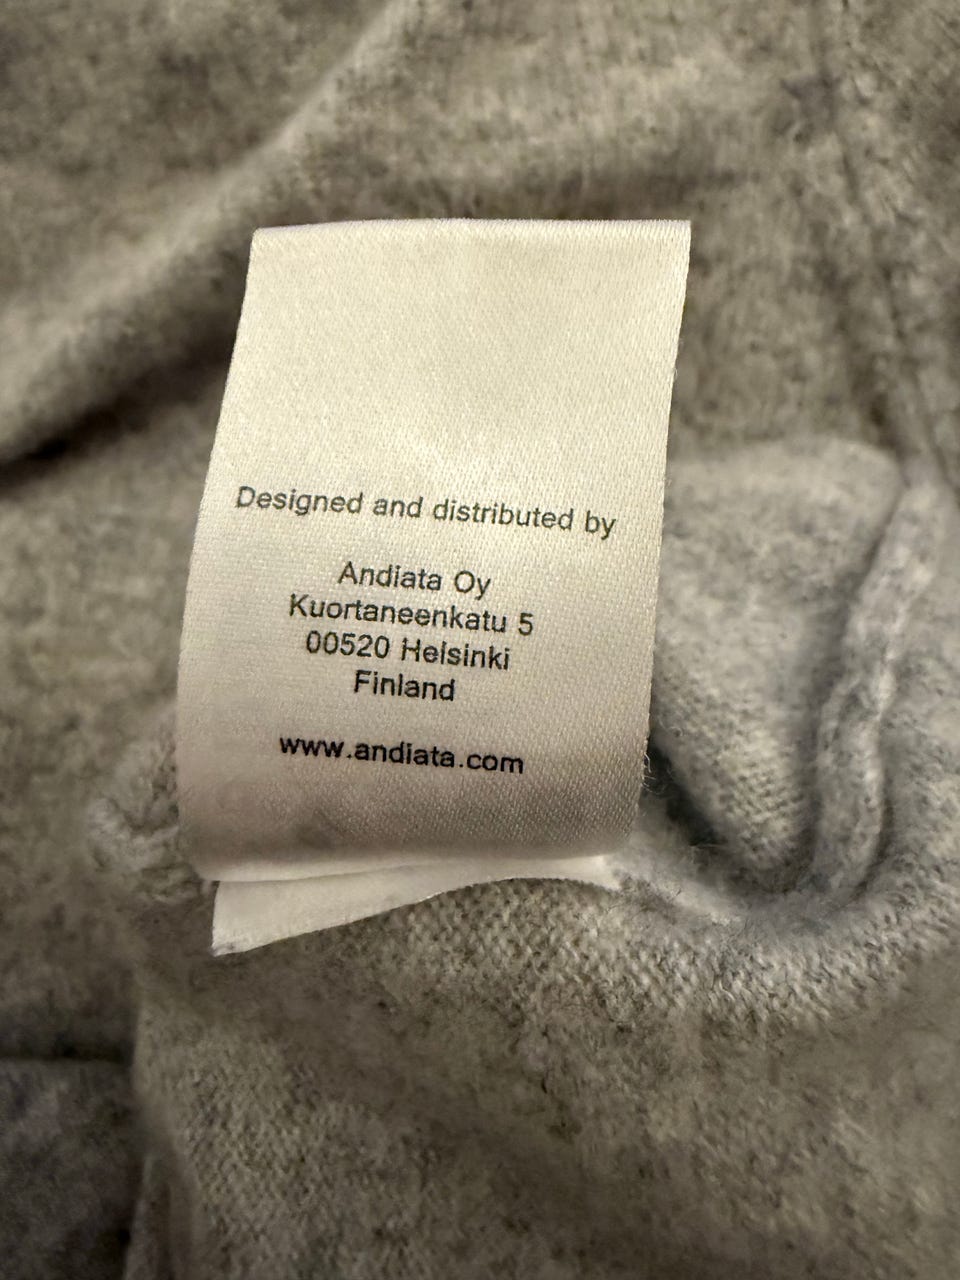 Designed and distributed by
Andiata Oy
Kuortaneenkatu 5
00520 Helsinki
Finland
www.andiata.com